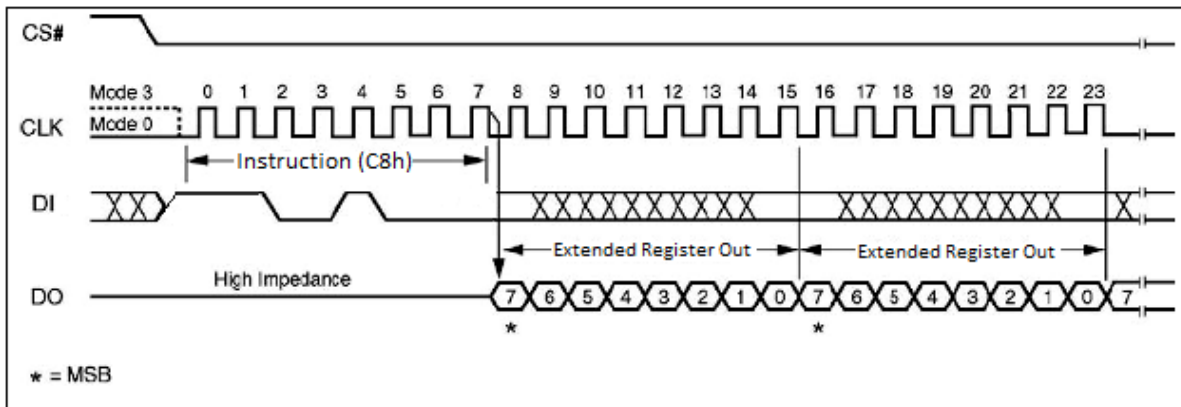 CS#
Mode 3 0 1 2 3 4 5 6 7 8 9 10 11 12 13 14 15 16 17 18 19 20 21 22 23
CLK Mode 0
Instruction (C8h)
DI
Extended Register Out Extended Register Out
High Impedance
DO 7 6 5 4 3 2 1 0 7 6 5 4 3 2 1 0 7
* *
* = MSB